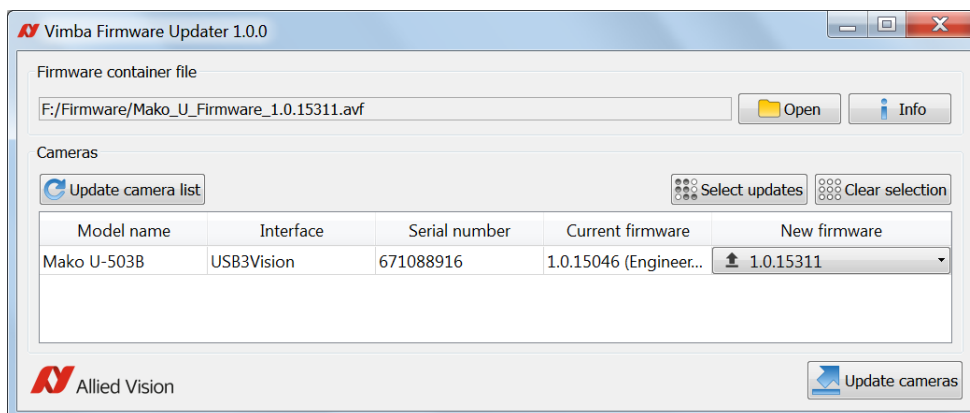 Vimba Firmware Updater 1.0.0
Firmware container file
F:/Firmware/Mako_U_Firmware_1.0.15311.avf Open Info
Cameras
Update camera list Select updates Clear selection
Model name Interface Serial number Current firmware New firmware
Mako U-503B USB3Vision 671088916 1.0.15046 (Engineer... 1.0.15311
Allied Vision Update cameras